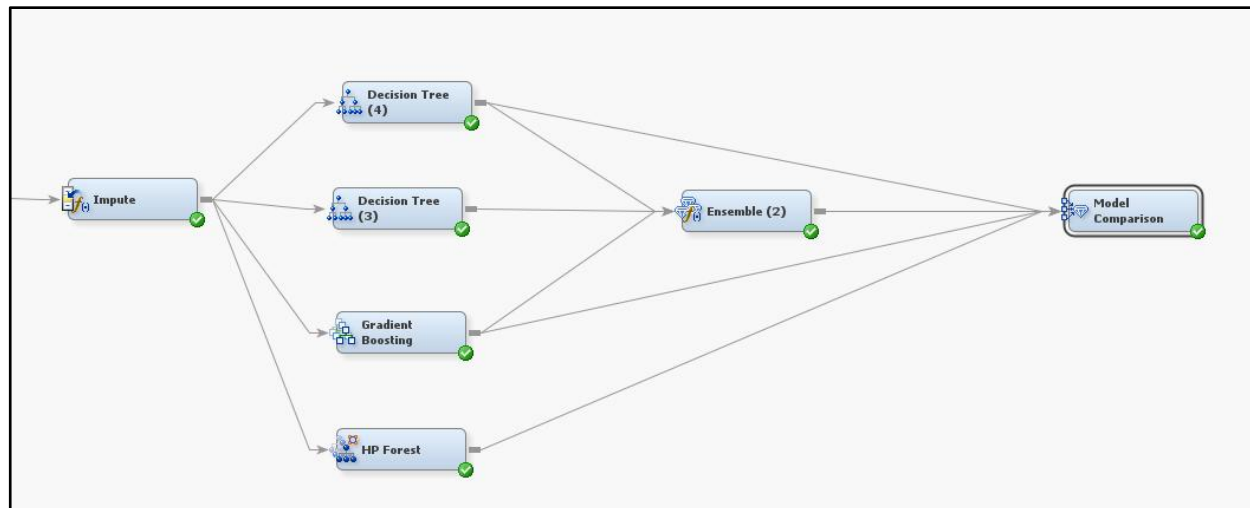 Decision Tree
(4)
Impute
Decision Tree
(3)
Ensemble (2)
Model
Comparison
Gradient
Boosting
HP Forest